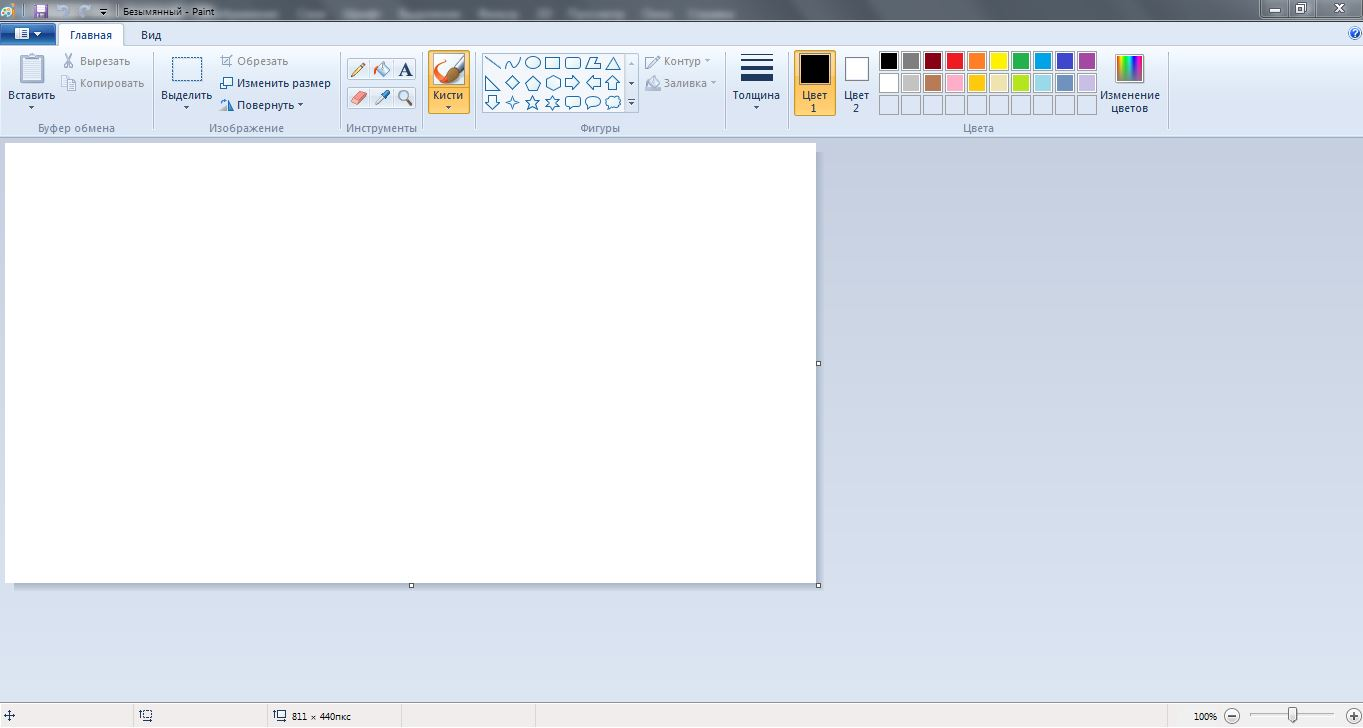 Безымянный - Paint
Главная Вид
Вставить
Вырезать
Копировать
Буфер обмена
Выделить
Обрезать
Изменить размер
Повернуть
Изображение
A
Инструменты
Кисти
Контур
Заливка
Фигуры
Толщина
Цвет
1
Цвет
2
Изменение
цветов
Цвета
811 × 440пкс
100%